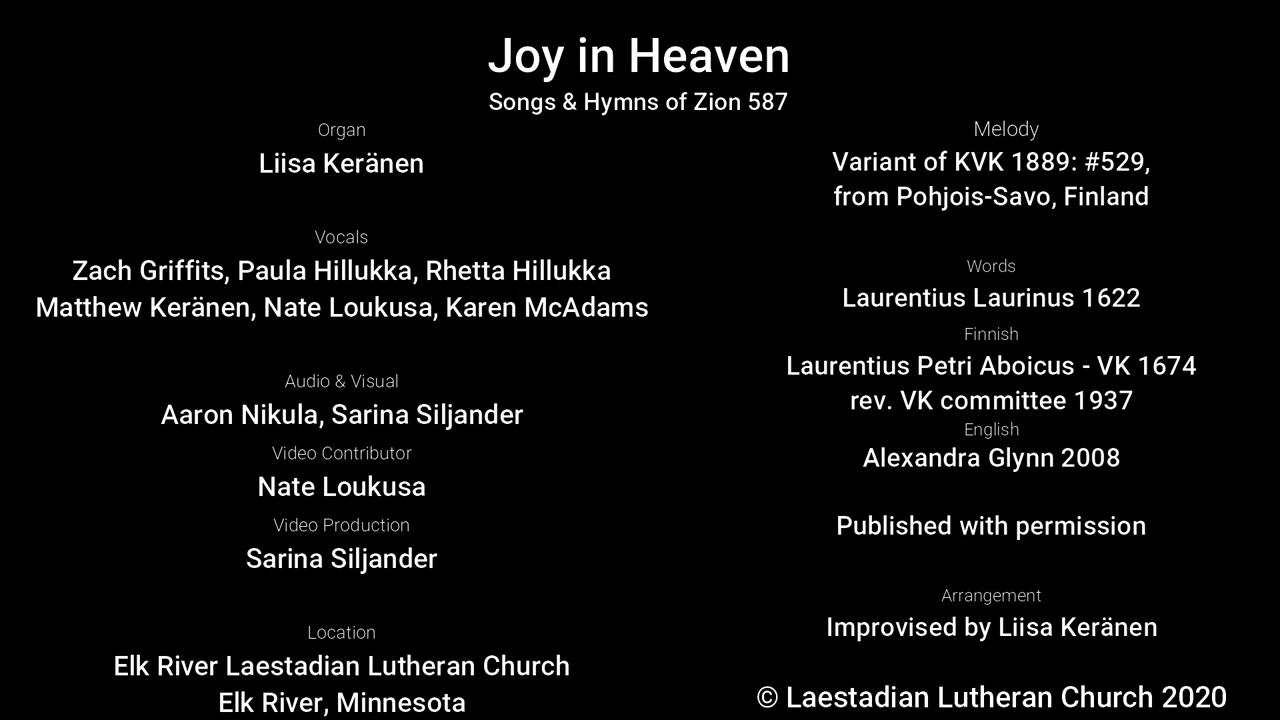 Joy in Heaven
Songs & Hymns of Zion 587
Organ
Liisa Keränen
Vocals
Zach Griffits, Paula Hillukka, Rhetta Hillukka
Matthew Keränen, Nate Loukusa, Karen McAdams
Audio & Visual
Aaron Nikula, Sarina Siljander
Video Contributor
Nate Loukusa
Video Production
Sarina Siljander
Location
Elk River Laestadian Lutheran Church
Elk River, Minnesota
Melody
Variant of KVK 1889: #529,
from Pohjois-Savo, Finland
Words
Laurentius Laurinus 1622
Finnish
Laurentius Petri Aboicus - VK 1674
rev. VK committee 1937
English
Alexandra Glynn 2008
Published with permission
Arrangement
Improvised by Liisa Keränen
© Laestadian Lutheran Church 2020